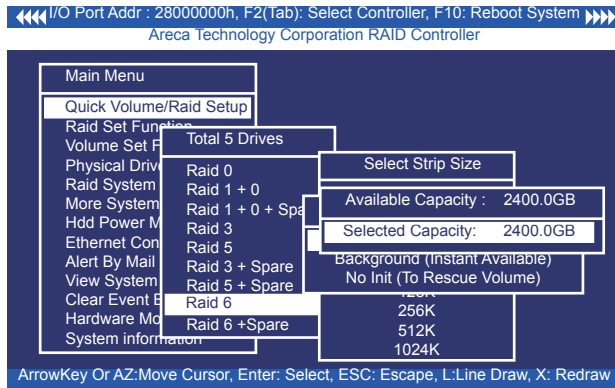 I/O Port Addr : 28000000h, F2(Tab): Select Controller, F10: Reboot System
Areca Technology Corporation RAID Controller
Main Menu
Quick Volume/Raid Setup
Raid Set Function
Volume Set F
Physical Driv
Raid System
More System
Hdd Power M
Ethernet Con
Alert By Mail
View System
Clear Event B
Hardware Mo
System information
Total 5 Drives
Raid 0
Raid 1 + 0
Raid 1 + 0 + Spa
Raid 3
Raid 5
Raid 3 + Spare
Raid 5 + Spare
Raid 6
Raid 6 +Spare
Select Strip Size
Available Capacity : 2400.0GB
Selected Capacity: 2400.0GB
Background (Instant Available)
No Init (To Rescue Volume)
128K
256K
512K
1024K
ArrowKey Or AZ:Move Cursor, Enter: Select, ESC: Escape, L:Line Draw, X: Redraw